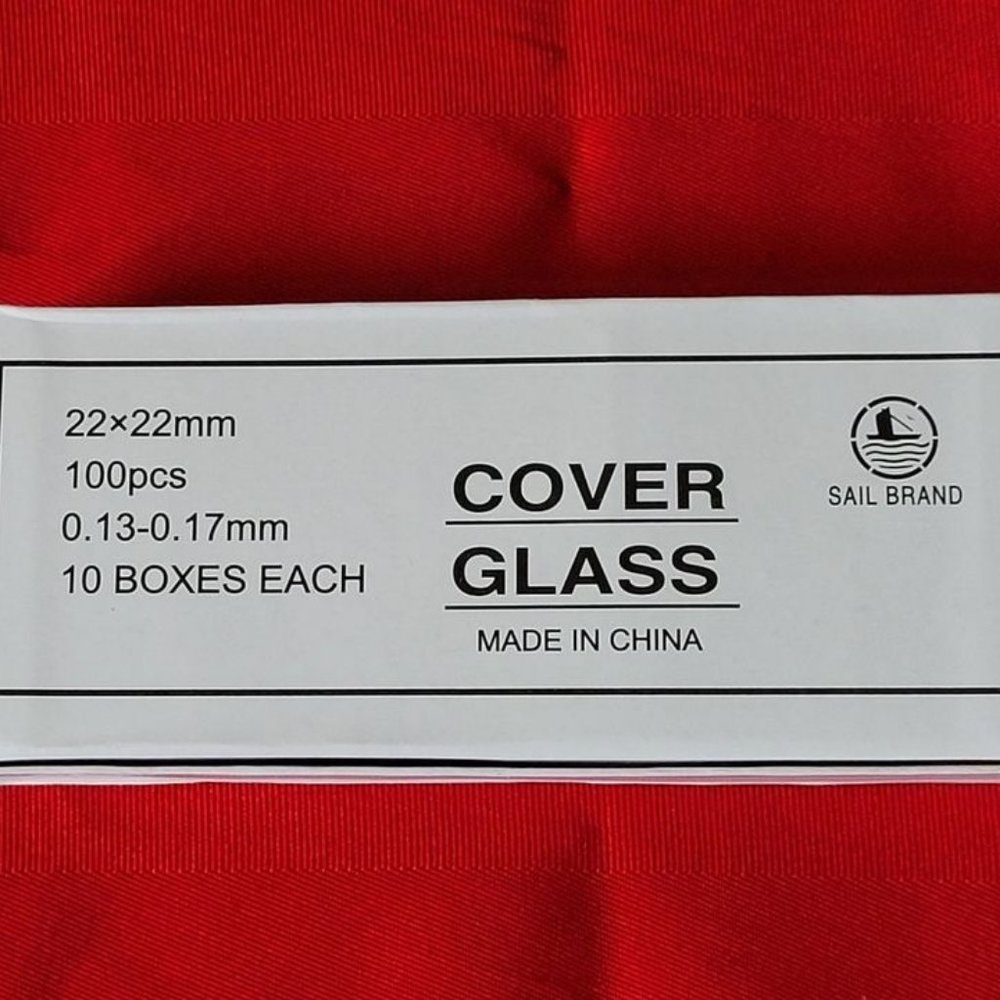 22×22mm
100pcs
0.13-0.17mm
10 BOXES EACH
COVER
GLASS
MADE IN CHINA
SAIL BRAND